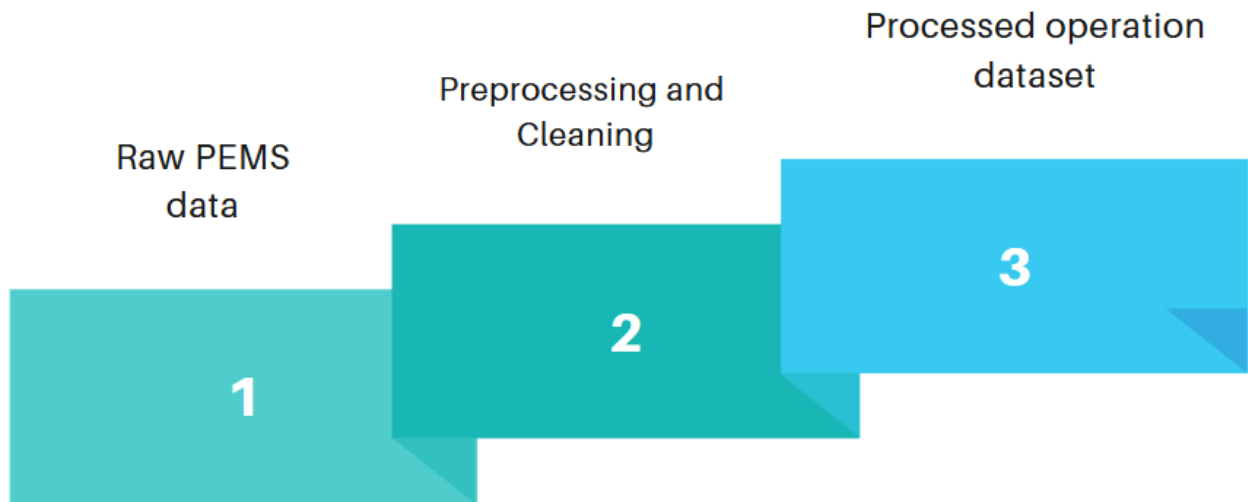 Raw PEMS
data
1
Preprocessing and
Cleaning
2
Processed operation
dataset
3